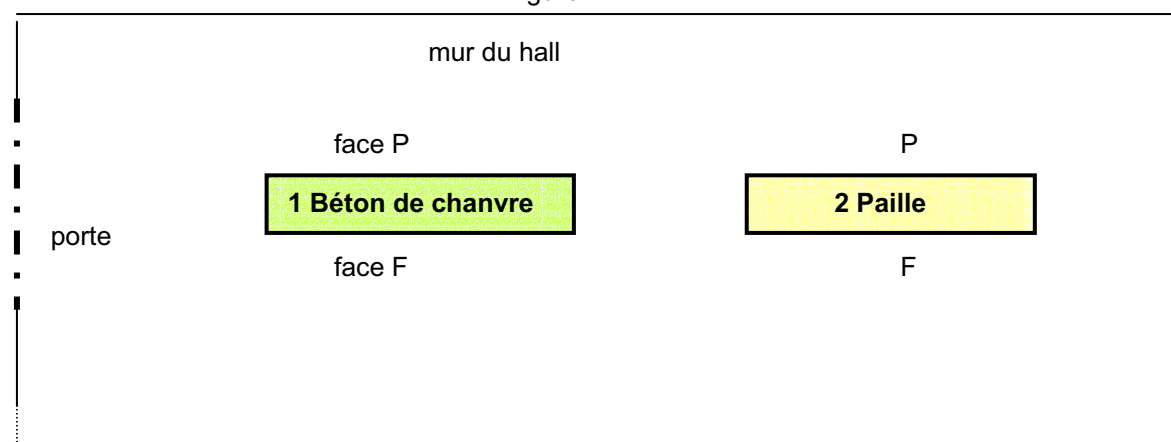 mur du hall
face P
P
1 Béton de chanvre
2 Paille
porte
face F
F